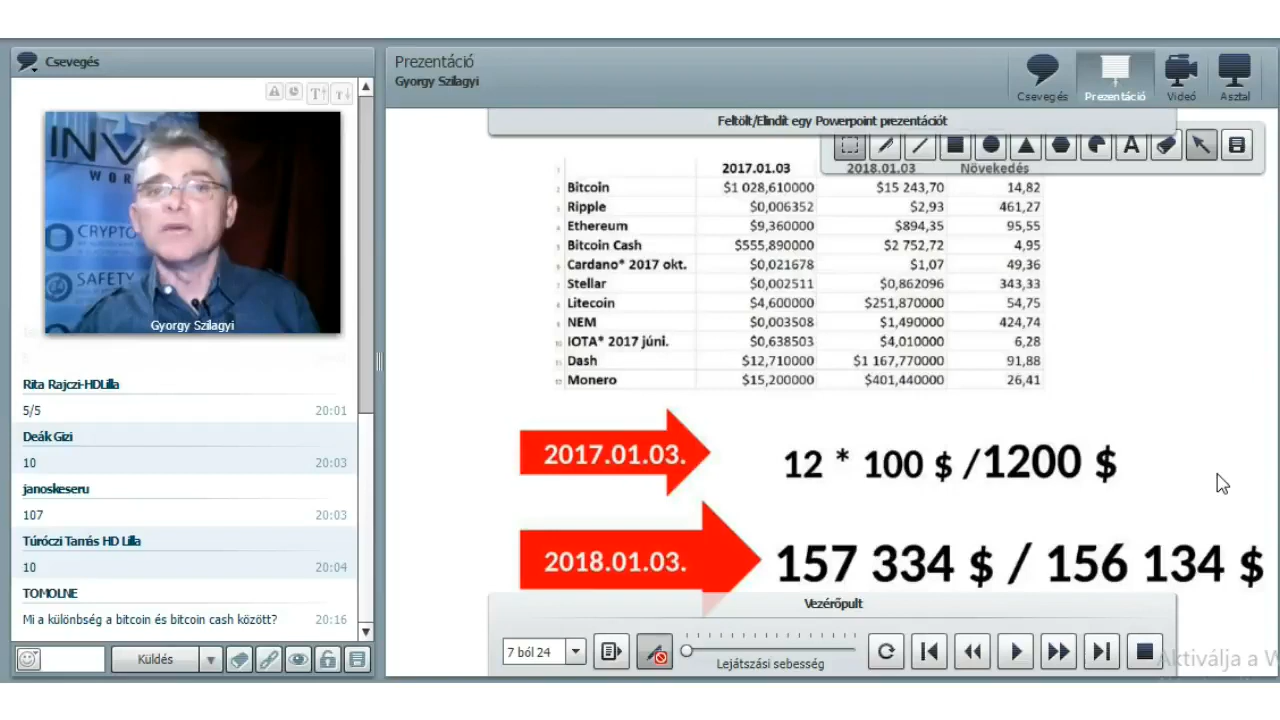 Csevegés
INV
WOR
CRYPTO
SAFETY
Gyorgy Szilagyi
Rita Rajczi-HDLilla
5/5 20:01
Deák Gizi
10 20:03
janoskeseru
107 20:03
Túróczi Tamás HD Lilla
10 20:04
TOMOLNE
Mi a különbség a bitcoin és bitcoin cash között? 20:16
Küldés
Prezentáció
Gyorgy Szilagyi
Csevegés Prezentáció Videó Asztal
Feltölt/Elindít egy Powerpoint prezentációt
2017.01.03 2018.01.03 Növekedés
Bitcoin $1 028,610000 $15 243,70 14,82
Ripple $0,006352 $2,93 461,27
Ethereum $9,360000 $894,35 95,55
Bitcoin Cash $555,890000 $2 752,72 4,95
Cardano* 2017 okt. $0,021678 $1,07 49,36
Stellar $0,002511 $0,862096 343,33
Litecoin $4,600000 $251,870000 54,75
NEM $0,003508 $1,490000 424,74
IOTA* 2017 júni. $0,638503 $4,010000 6,28
Dash $12,710000 $1 167,770000 91,88
Monero $15,200000 $401,440000 26,41
2017.01.03. 12 * 100 $ /1200 $
2018.01.03. 157 334 $ / 156 134 $
Vezérőpult
7 ból 24
Lejátszási sebesség
Aktiválja a W